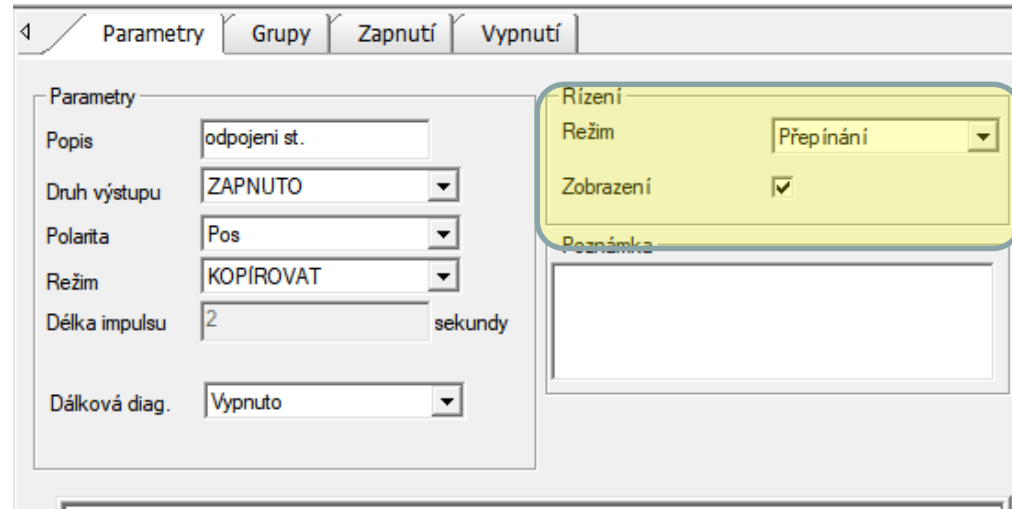 Parametry Grupy Zapnutí Vypnutí
Parametry
Popis odpojeni st.
Druh výstupu ZAPNUTO
Polarita Pos
Režim KOPÍROVAT
Délka impulsu 2 sekundy
Dálková diag. Vypnuto
Rízení
Režim Přepínání
Zobrazení
Poznámka